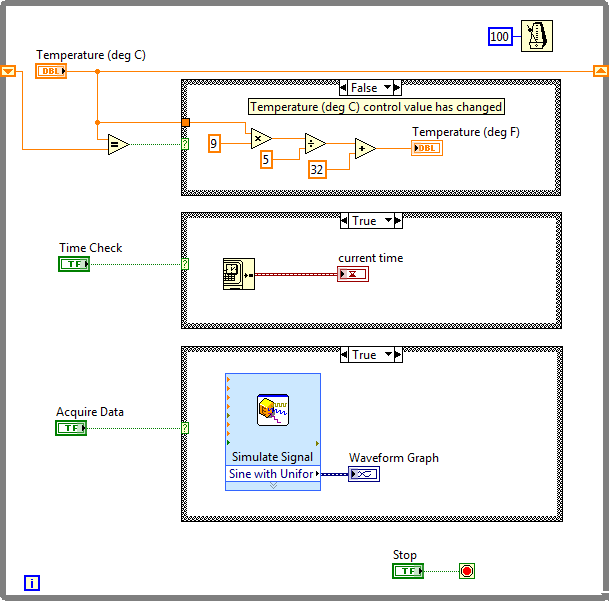 100
Temperature (deg C)
DBL
False
Temperature (deg C) control value has changed
=
?
9
×
5
÷
32
+
Temperature (deg F)
DBL
True
Time Check
TF
?
current time
True
Acquire Data
TF
?
Simulate Signal
Sine with Unifor
Waveform Graph
Stop
TF
i